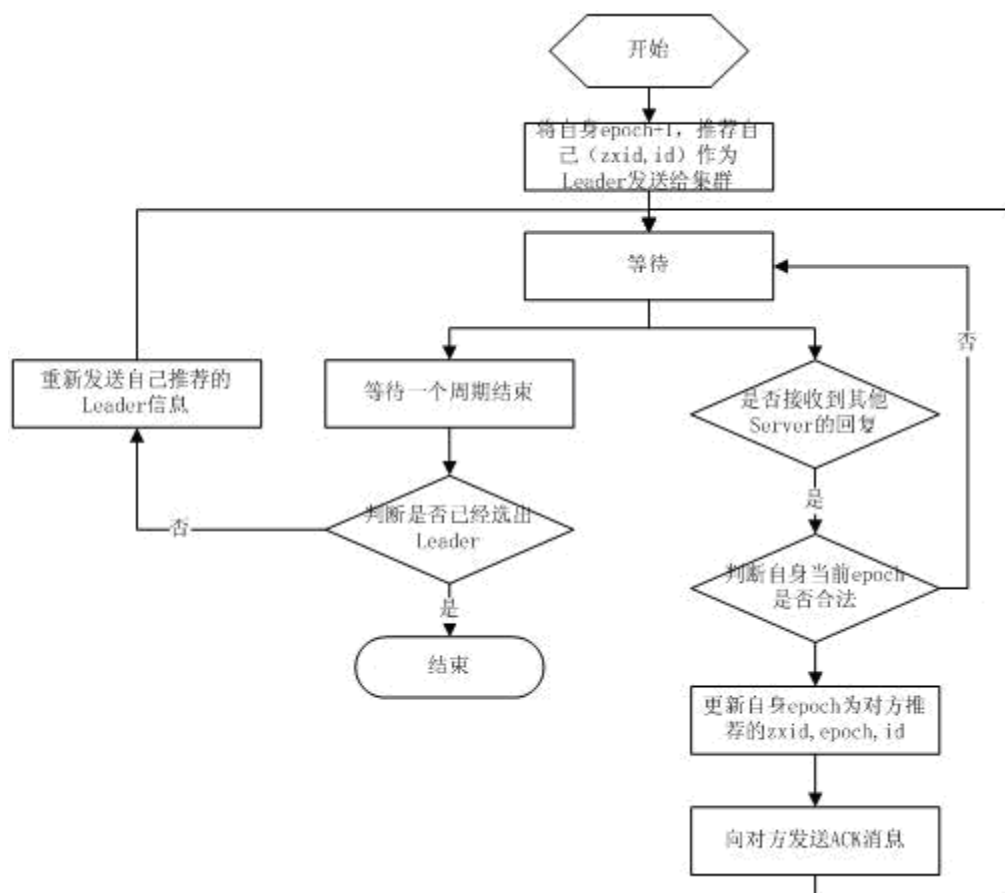 开始
将自身epoch+1，推荐自
己（zxid,id）作为
Leader发送给集群
等待
否
重新发送自己推荐的
Leader信息
等待一个周期结束
是否接收到其他
Server的回复
是
判断是否已经选出
Leader
否
判断自身当前epoch
是否合法
是
结束
更新自身epoch为对方推
荐的zxid,epoch,id
向对方发送ACK消息